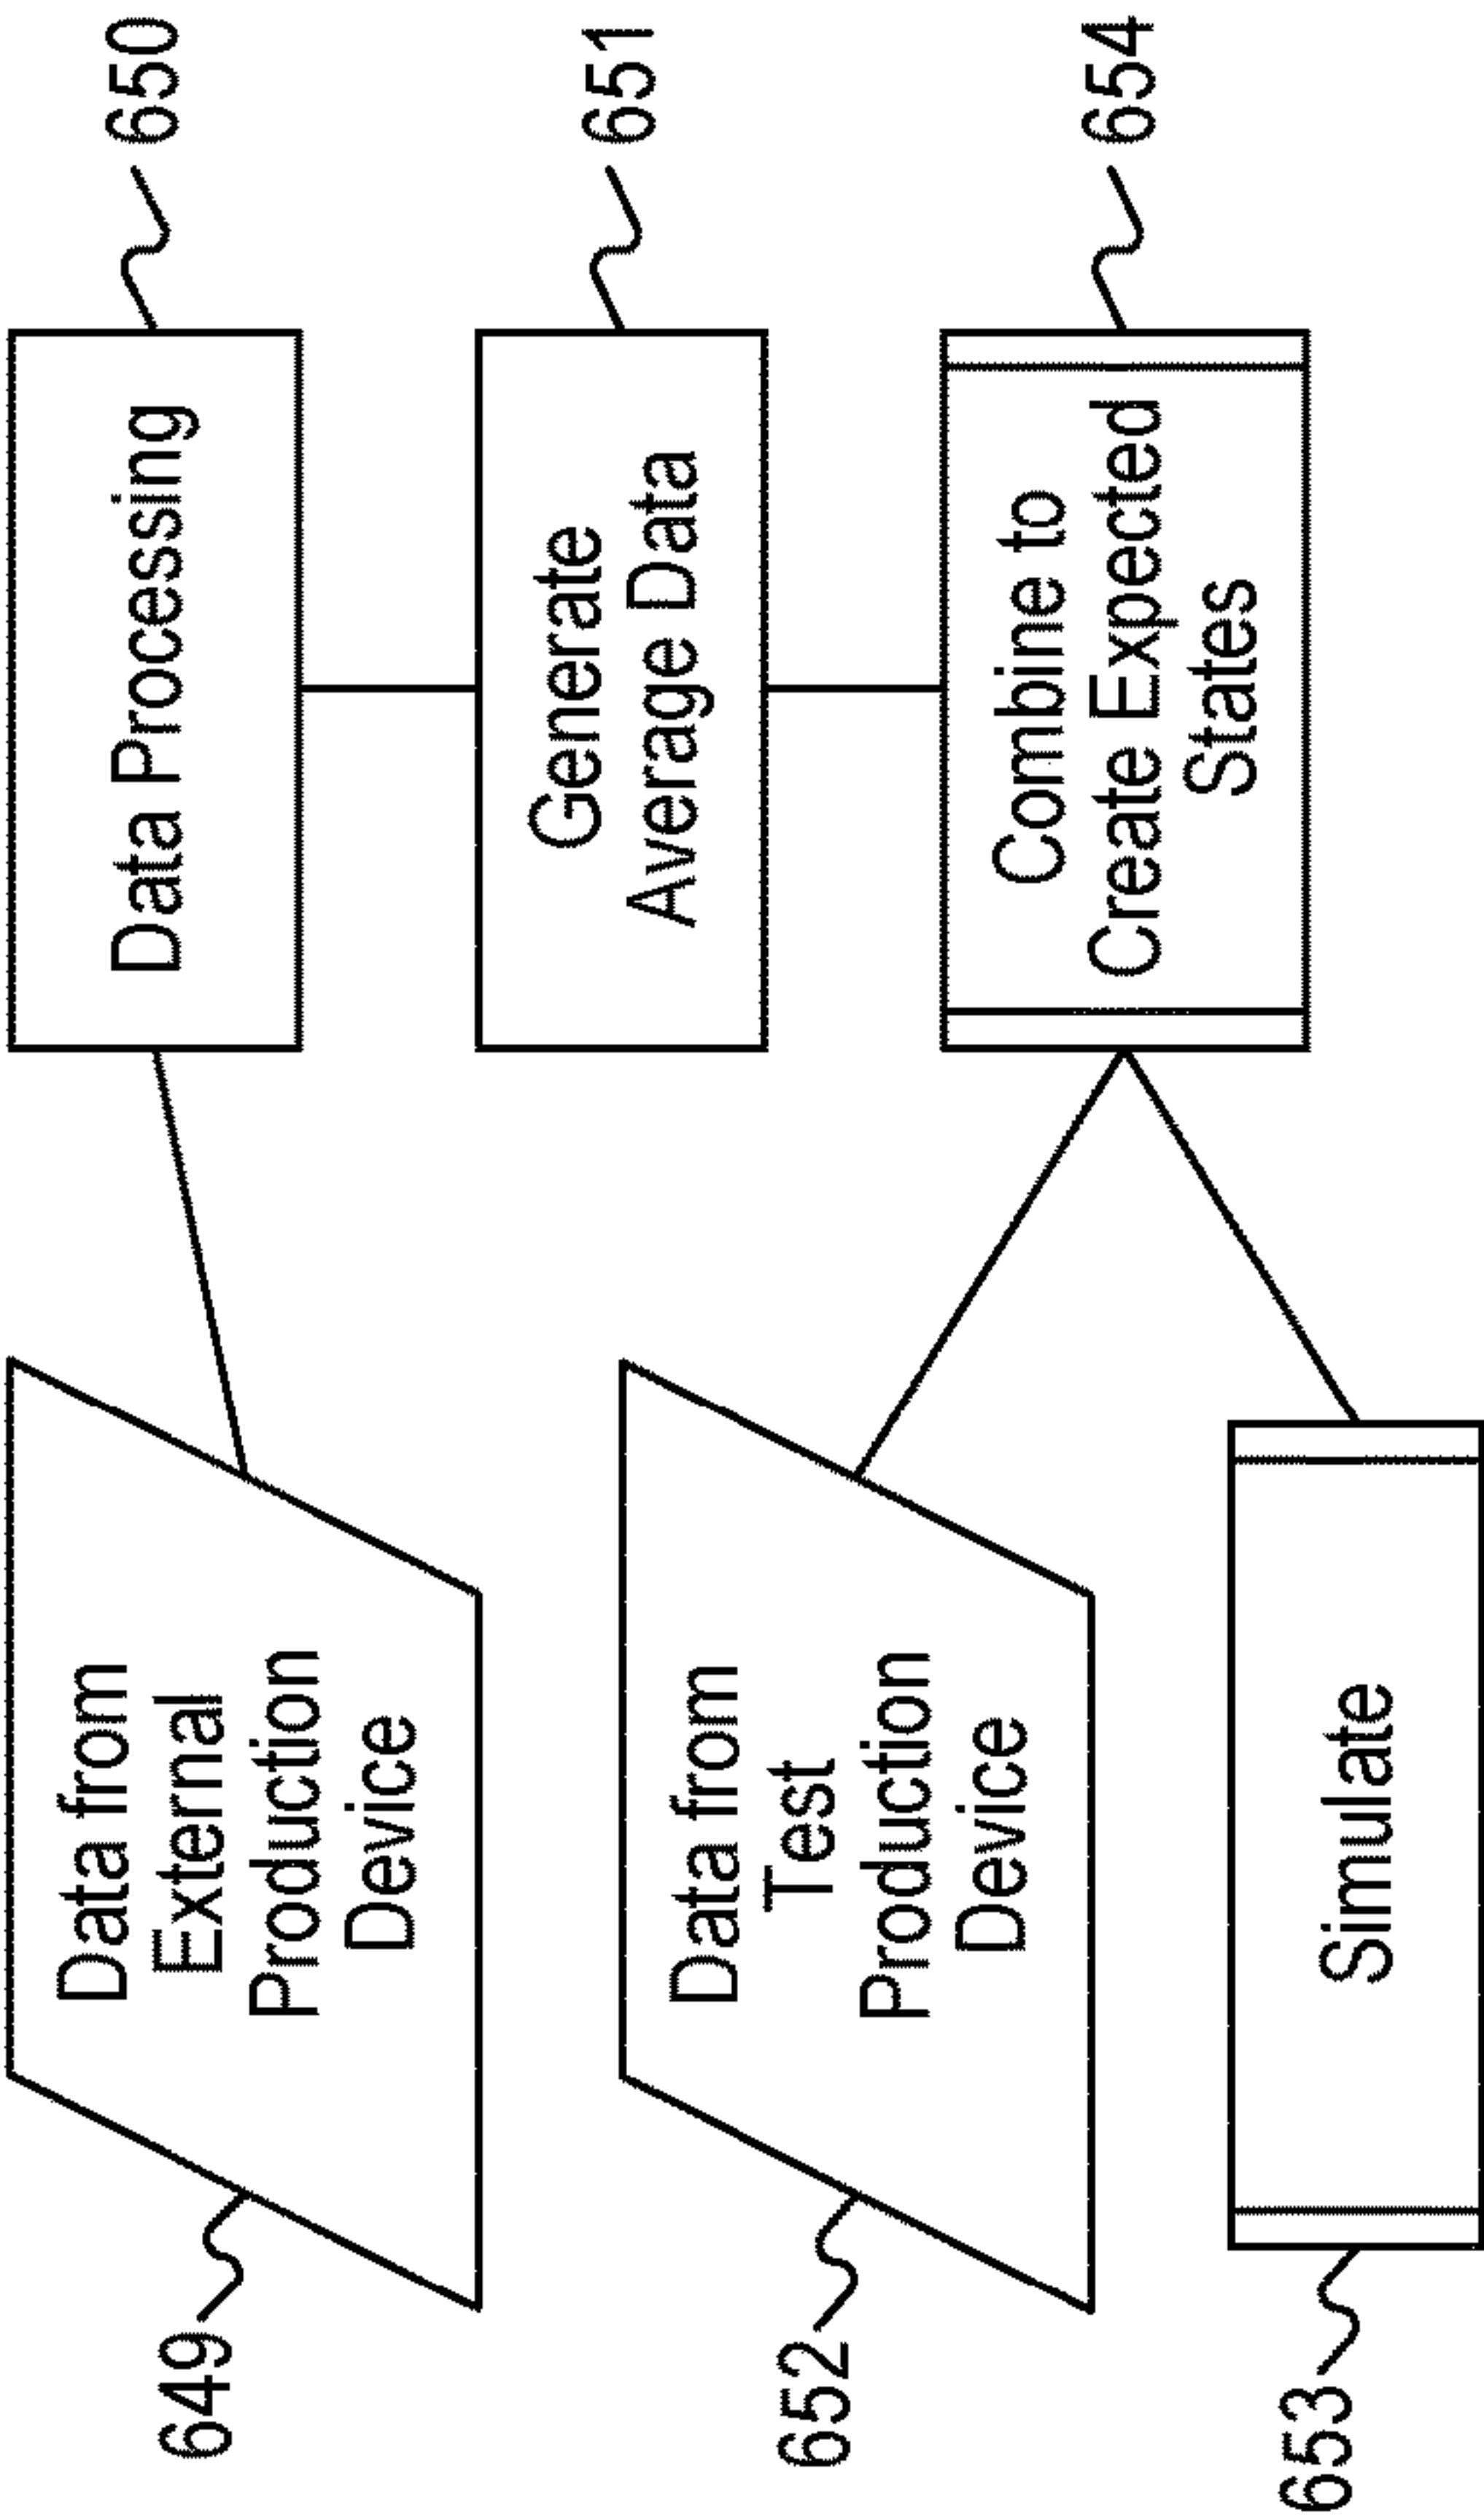 649
Data from
External
Production
Device
Data Processing
650
Generate
Average Data
651
652
Data from
Test
Production
Device
Combine to
Create Expected
States
654
653
Simulate